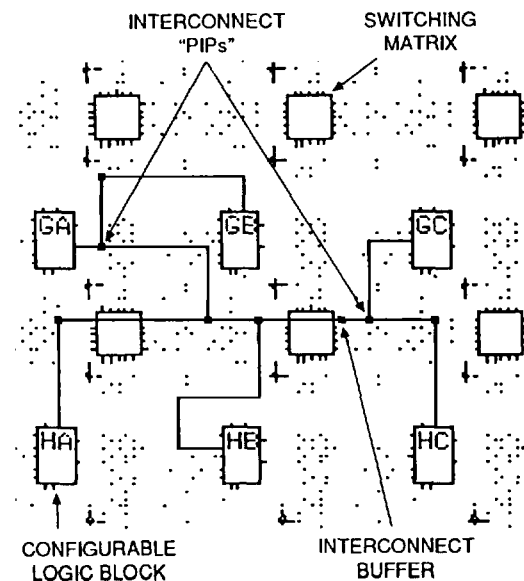 INTERCONNECT
"PIPs"
SWITCHING
MATRIX
GA
GB
GC
HA
HB
HC
CONFIGURABLE
LOGIC BLOCK
INTERCONNECT
BUFFER